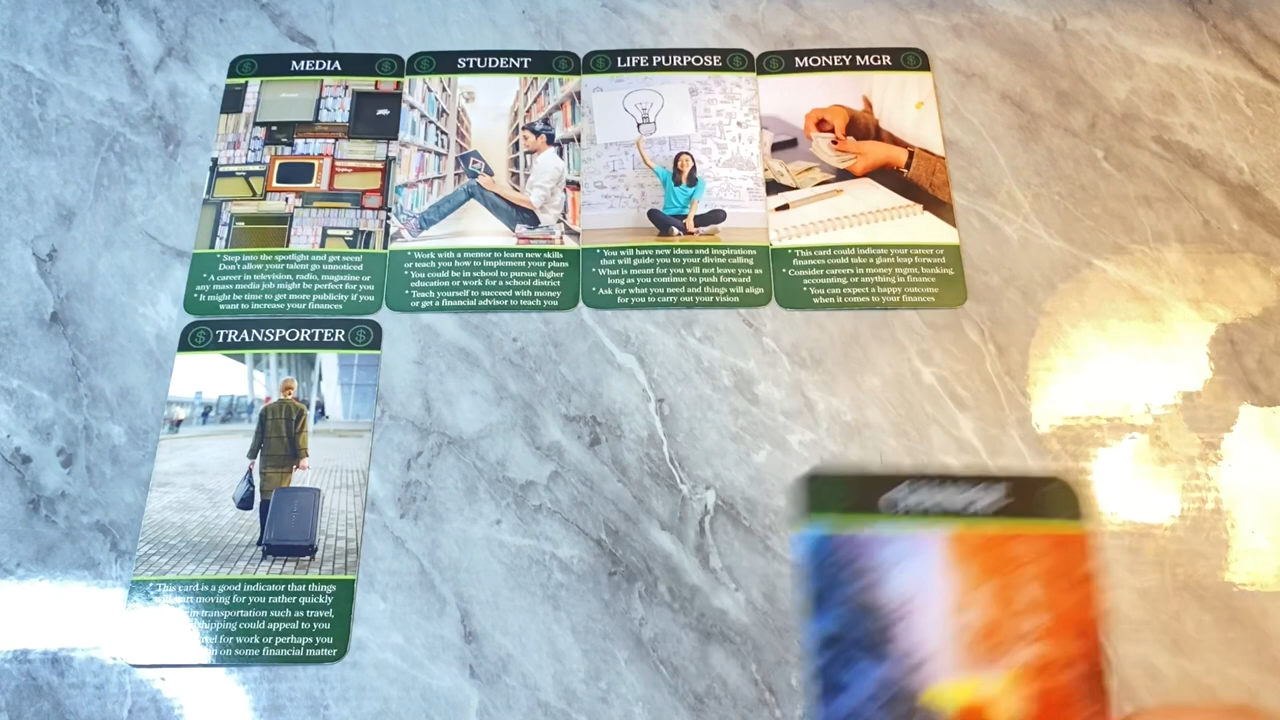 MEDIA
* Step into the spotlight and get seen!
Don't allow your talent go unnoticed
* A career in television, radio, magazine or
any mass media job might be perfect for you
* It might be time to get more publicity if you
want to increase your finances
STUDENT
* Work with a mentor to learn new skills
or teach you how to implement your plans
* You could be in school to pursue higher
education or work for a school district
* Teach yourself to succeed with money
or get a financial advisor to teach you
LIFE PURPOSE
* You will have new ideas and inspirations
that will guide you to your divine calling
* What is meant for you will not leave you as
long as you continue to push forward
* Ask for what you need and things will align
for you to carry out your vision
MONEY MGR
* This card could indicate your career or
finances could take a giant leap forward
* Consider careers in money mgmt, banking,
accounting, or anything in finance
* You can expect a happy outcome
when it comes to your finances
TRANSPORTER
* This card is a good indicator that things
moving for you rather quickly
in transportation such as travel,
shipping could appeal to you
for work or perhaps you
on some financial matter